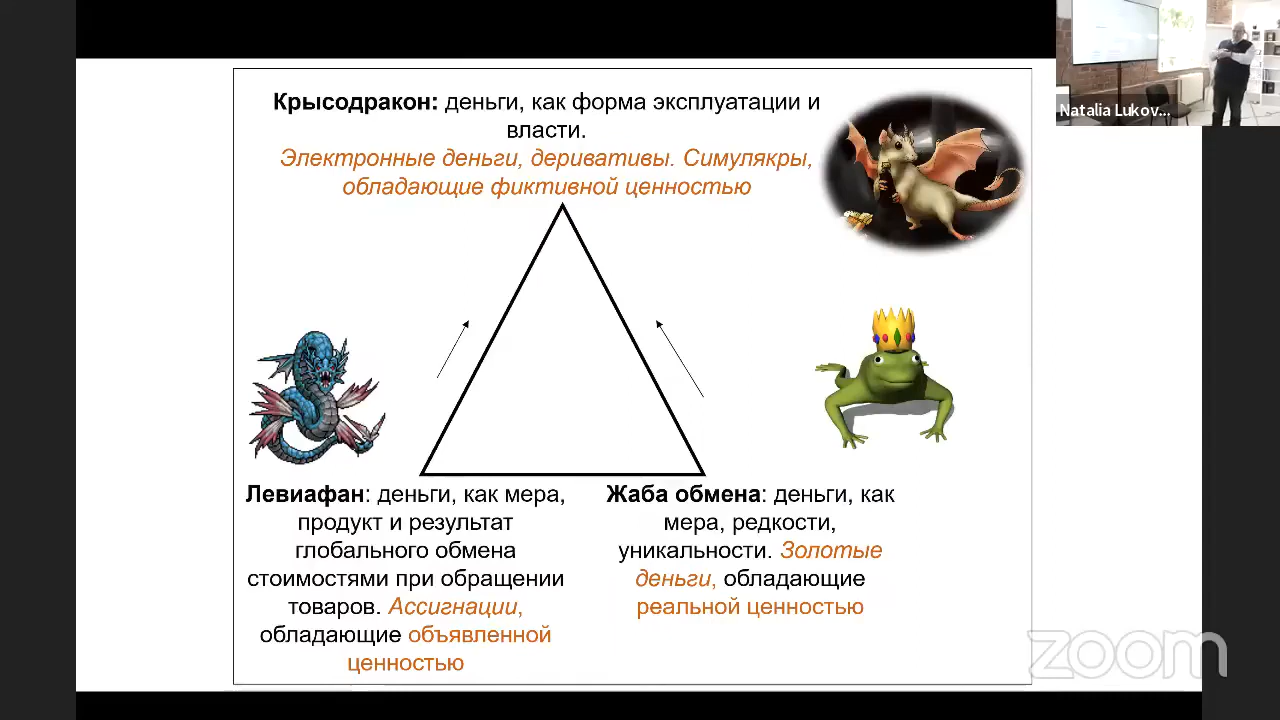 Крысодракон: деньги, как форма эксплуатации и
власти.
Электронные деньги, деривативы. Симулякры,
обладающие фиктивной ценностью
Natalia Lukov...
Левиафан: деньги, как мера,
продукт и результат
глобального обмена
стоимостями при обращении
товаров. Ассигнации,
обладающие объявленной
ценностью
Жаба обмена: деньги, как
мера, редкости,
уникальности. Золотые
деньги, обладающие
реальной ценностью
zoom